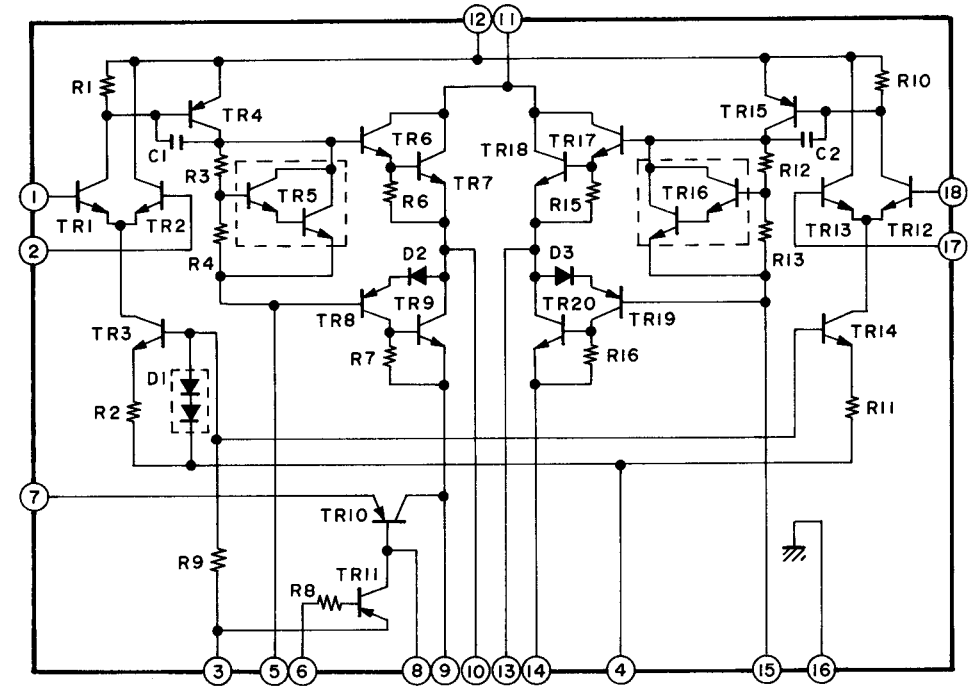 12 11
R1 R10
TR4 TR15
C1 TR6 TR17 C2
TR18
R3 R12
TR5 TR7 TR16
1 R6 R15 18
TR1 TR2 TR13 TR12
2 17
R4 D2 D3 R13
TR9 TR20
TR3 TR8 TR19 TR14
R7 R16
D1
R2 R11
7
TR10
R9
TR11
R8
3 5 6 8 9 10 13 14 4 15 16